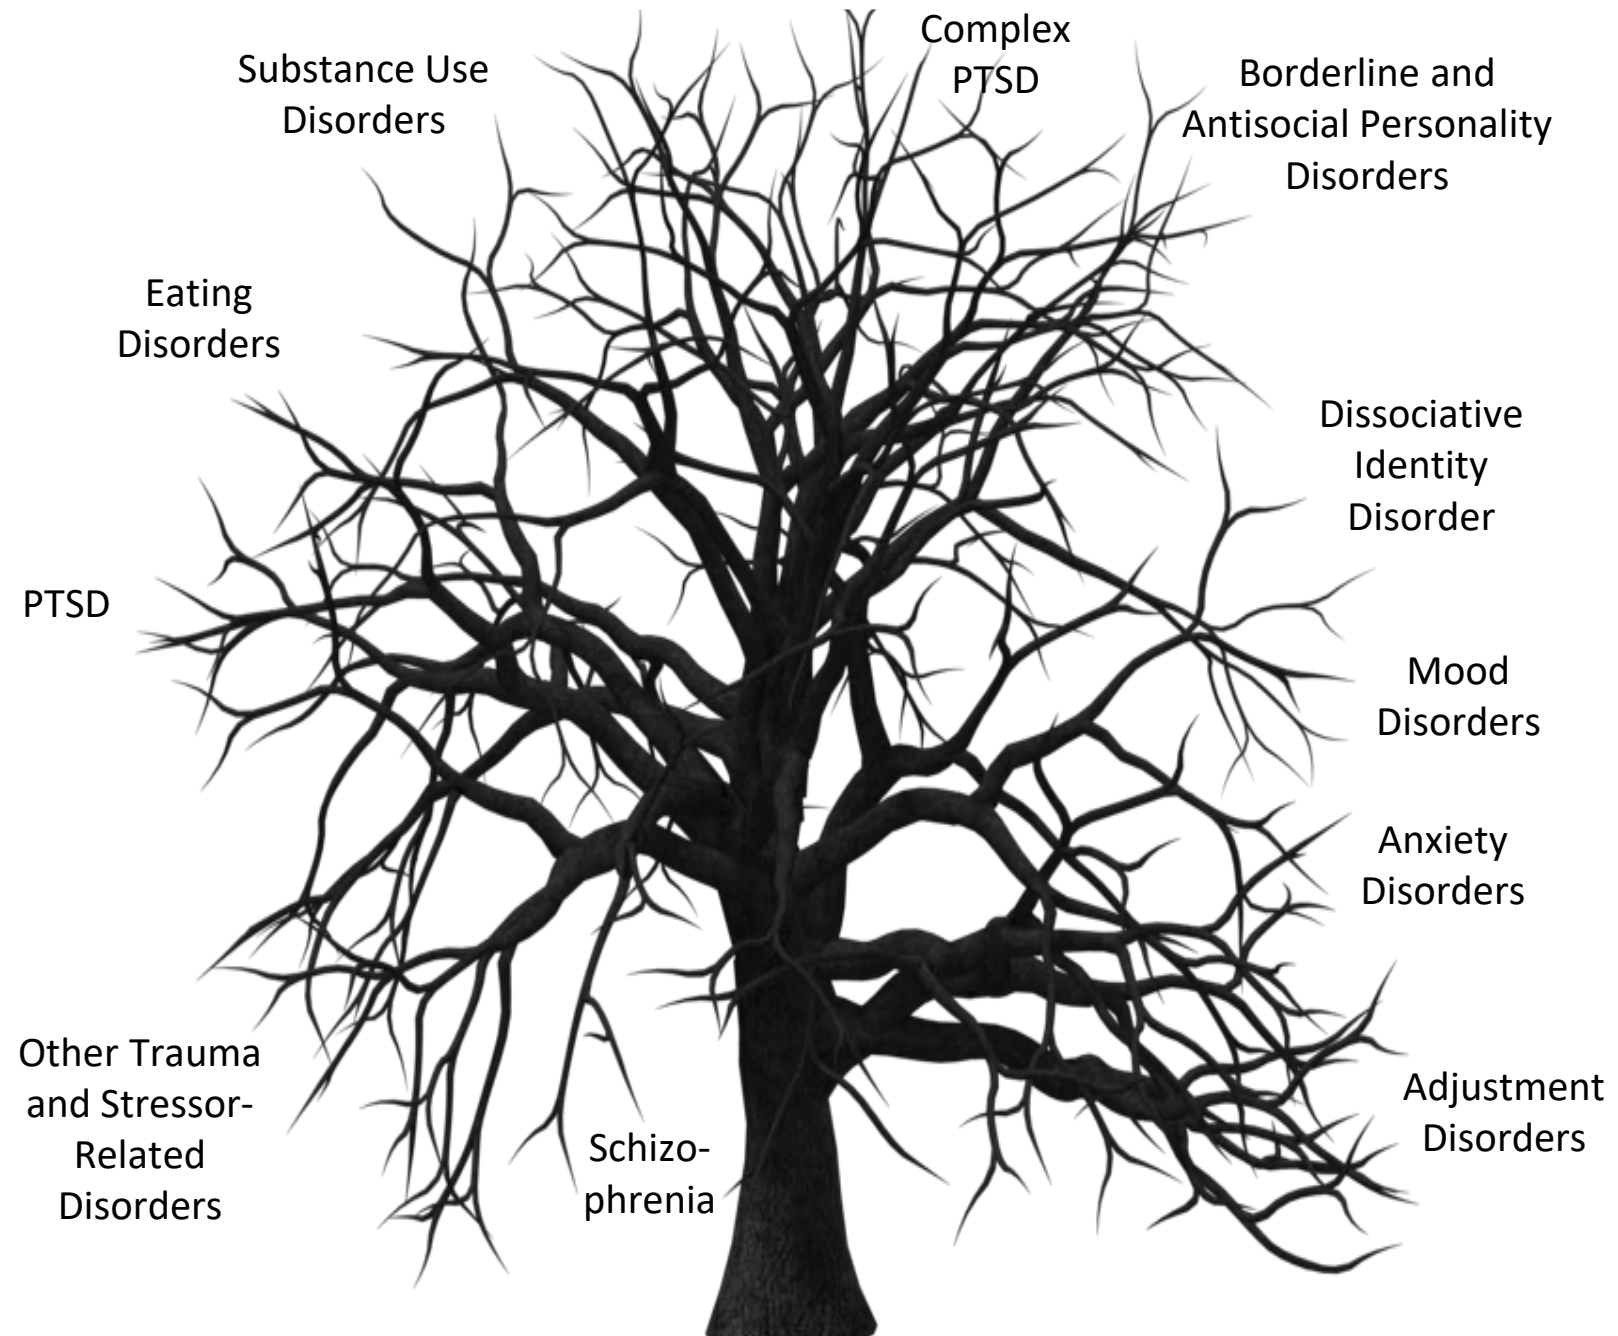 Complex
PTSD
Substance Use
Disorders
Borderline and
Antisocial Personality
Disorders
Eating
Disorders
Dissociative
Identity
Disorder
PTSD
Mood
Disorders
Anxiety
Disorders
Other Trauma
and Stressor-
Related
Disorders
Adjustment
Disorders
Schizo-
phrenia